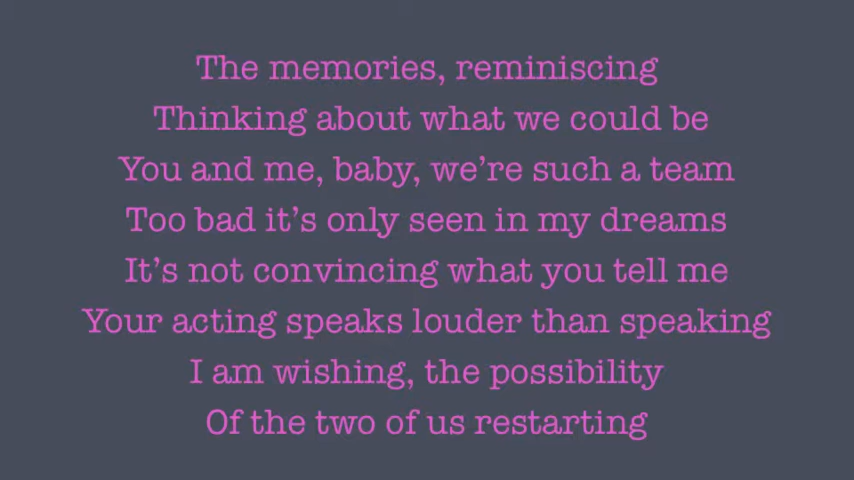 The memories, reminiscing
Thinking about what we could be
You and me, baby, we're such a team
Too bad it's only seen in my dreams
It's not convincing what you tell me
Your acting speaks louder than speaking
I am wishing, the possibility
Of the two of us restarting